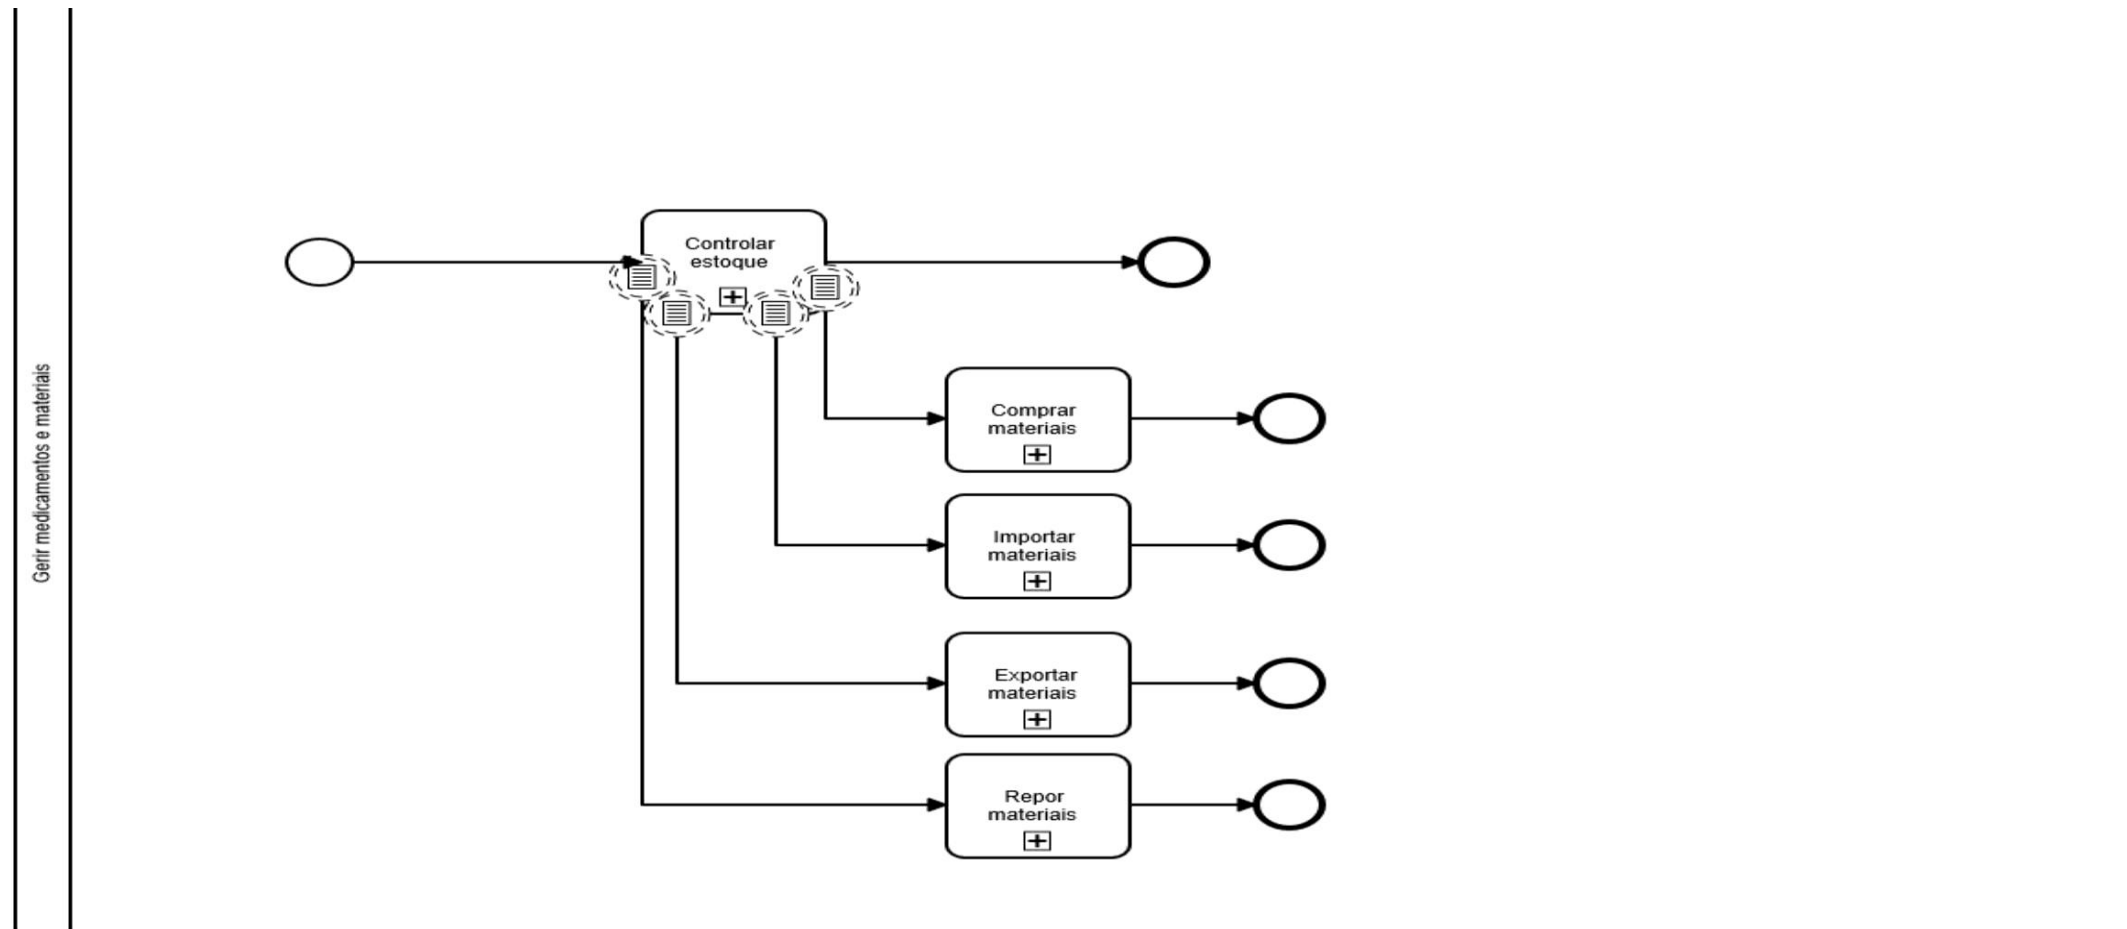 Gerir medicamentos e materiais
Controlar
estoque
Comprar
materiais
Importar
materiais
Exportar
materiais
Repor
materiais